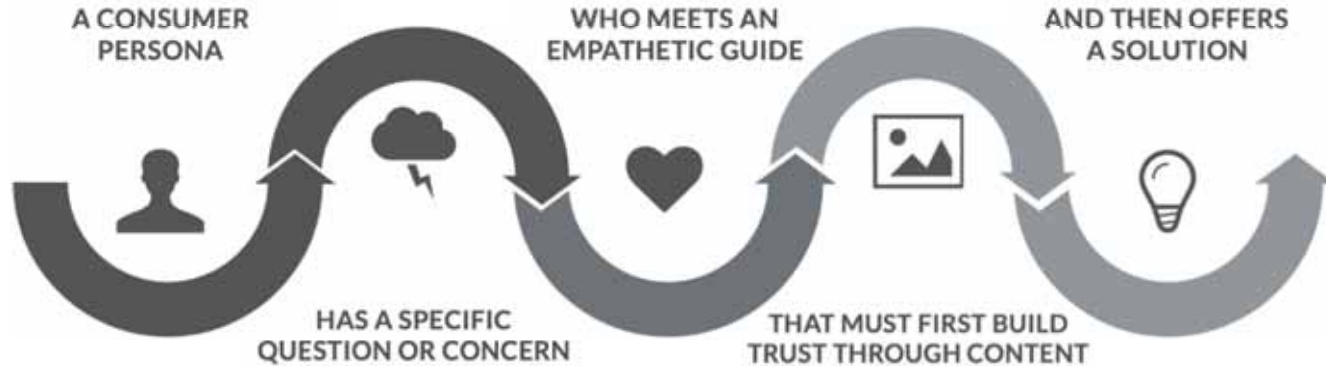 A CONSUMER
PERSONA
HAS A SPECIFIC
QUESTION OR CONCERN
WHO MEETS AN
EMPATHETIC GUIDE
THAT MUST FIRST BUILD
TRUST THROUGH CONTENT
AND THEN OFFERS
A SOLUTION